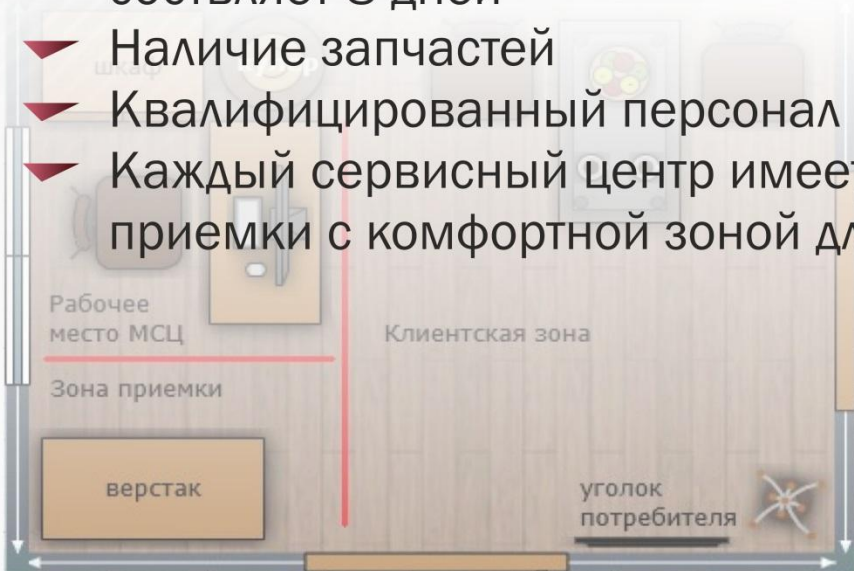 Наличие запчастей
Квалифицированный персонал
Каждый сервисный центр имеет
приемки с комфортной зоной
шкаф
Рабочее
место МСЦ
Клиентская зона
Зона приемки
верстак
уголок
потребителя